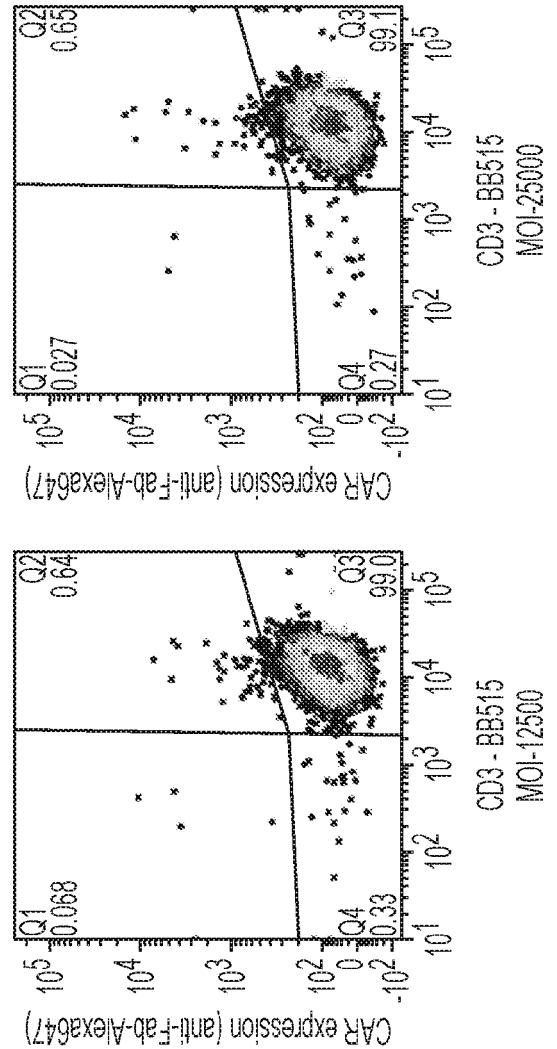 Q1
0.068
Q2
0.64
Q4
0.33
Q3
99.0
10^5
10^4
10^3
10^2
0
-10^2
10^1
10^2
10^3
10^4
10^5
CAR expression (anti-Fab-Alexa647)
CD3 - BB515
MOI-12500
Q1
0.027
Q2
0.65
Q4
0.27
Q3
99.1
10^5
10^4
10^3
10^2
0
-10^2
10^1
10^2
10^3
10^4
10^5
CAR expression (anti-Fab-Alexa647)
CD3 - BB515
MOI-25000